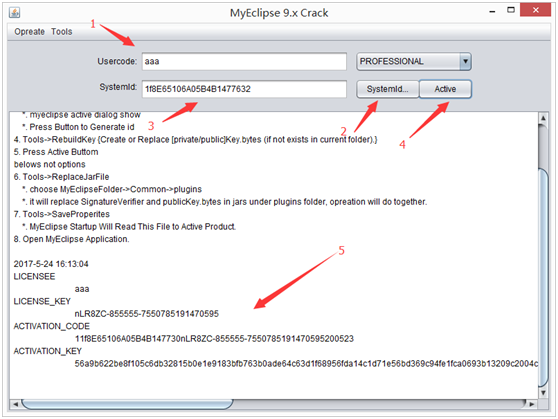 MyEclipse 9.x Crack
Opreate Tools
1
Usercode: aaa PROFESSIONAL
SystemId: 1f8E65106A05B4B1477632 SystemId... Active
3 2 4
*. myeclipse active dialog show
*. Press Button to Generate id
4. Tools->RebuildKey {Create or Replace [private/public]Key.bytes (if not exists in current folder).}
5. Press Active Buttom
belows not options
6. Tools->ReplaceJarFile
*. choose MyEclipseFolder->Common->plugins
*. it will replace SignatureVerifier and publicKey.bytes in jars under plugins folder, opreation will do together.
7. Tools->SaveProperites
*. MyEclipse Startup Will Read This File to Active Product.
8. Open MyEclipse Application.
2017-5-24 16:13:04
5
LICENSEE
aaa
LICENSE_KEY
nLR8ZC-855555-7550785191470595
ACTIVATION_CODE
11f8E65106A05B4B147730nLR8ZC-855555-7550785191470595200523
ACTIVATION_KEY
56a9b622be8f105c6db32815b0e1e9183bfb763b0ade64c63d1f68956fda14c1d71e56bd369c94fe1fca0693b13209c2004c